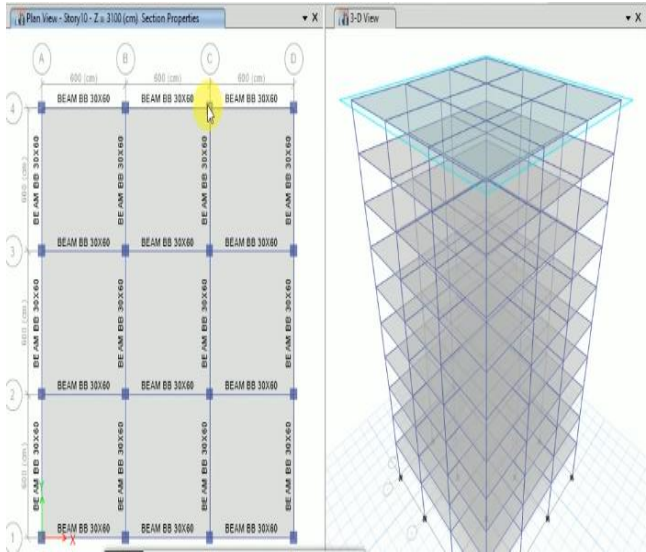 Plan View - Story10 - Z = 3100 (cm) Section Properties
3-D View
A B C D
600 (cm) 600 (cm) 600 (cm)
BEAM BB 30X60 BEAM BB 30X60 BEAM BB 30X60
4
600 (cm)
BEAM BB 30X60 BEAM BB 30X60 BEAM BB 30X60 BEAM BB 30X60
3
BEAM BB 30X60 BEAM BB 30X60 BEAM BB 30X60
600 (cm)
BEAM BB 30X60 BEAM BB 30X60 BEAM BB 30X60 BEAM BB 30X60
2
BEAM BB 30X60 BEAM BB 30X60 BEAM BB 30X60
600 (cm)
BEAM BB 30X60 BEAM BB 30X60 BEAM BB 30X60 BEAM BB 30X60
Y
1
BEAM BB 30X60 BEAM BB 30X60 BEAM BB 30X60
X